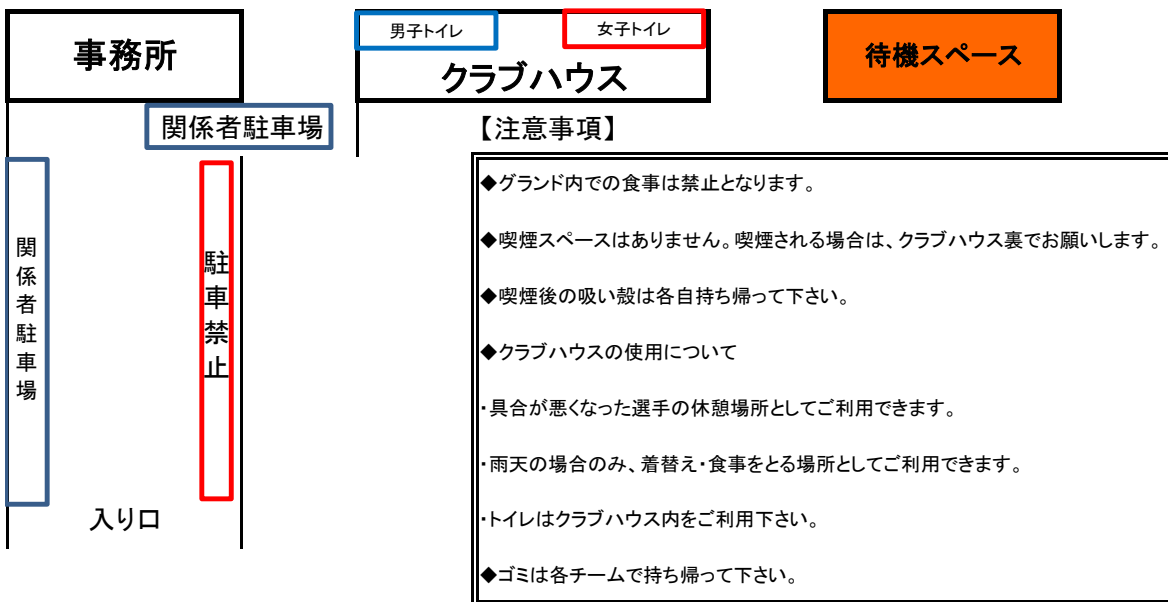 男子トイレ
女子トイレ
事務所
クラブハウス
待機スペース
関係者駐車場
【注意事項】
◆グランド内での食事は禁止となります。
◆喫煙スペースはありません。喫煙される場合は、クラブハウス裏でお願いします。
◆喫煙後の吸い殻は各自持ち帰って下さい。
◆クラブハウスの使用について
・具合が悪くなった選手の休憩場所としてご利用できます。
・雨天の場合のみ、着替え・食事をとる場所としてご利用できます。
・トイレはクラブハウス内をご利用下さい。
◆ゴミは各チームで持ち帰って下さい。
関係者駐車場
駐車禁止
入り口